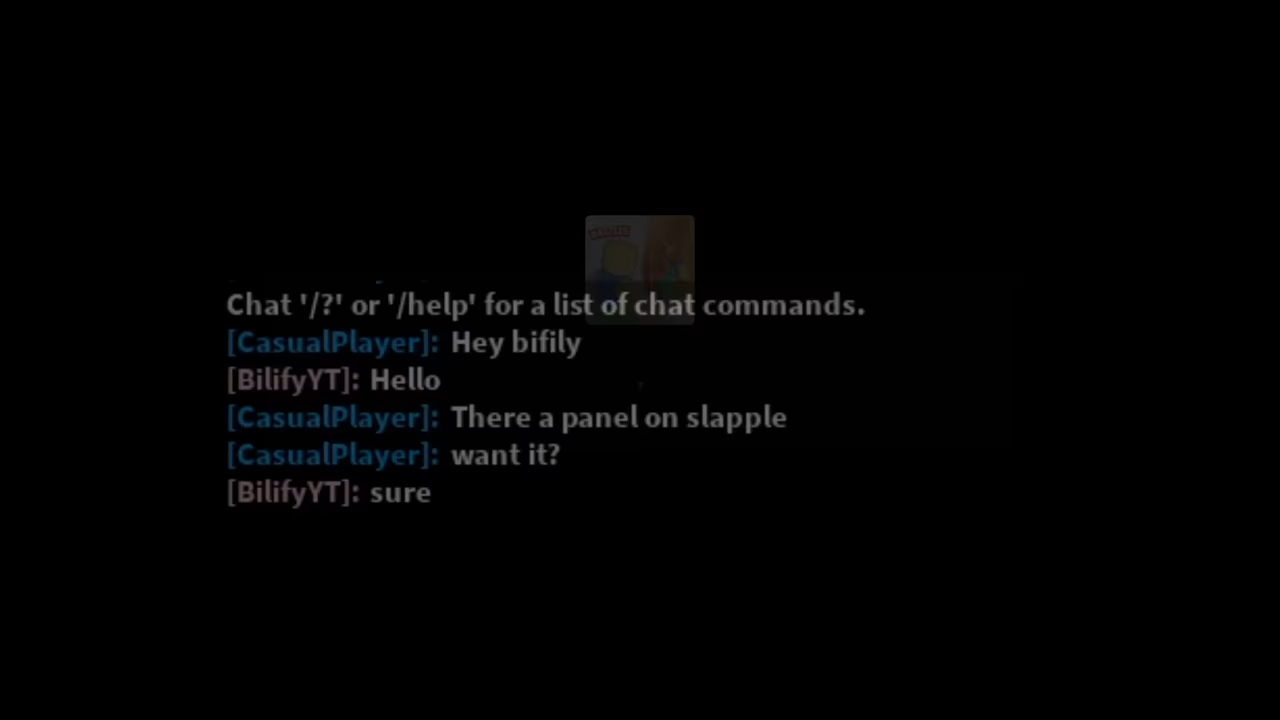 Chat '/?' or '/help' for a list of chat commands.
[CasualPlayer]: Hey bifily
[BilifyYT]: Hello
[CasualPlayer]: There a panel on slapple
[CasualPlayer]: want it?
[BilifyYT]: sure